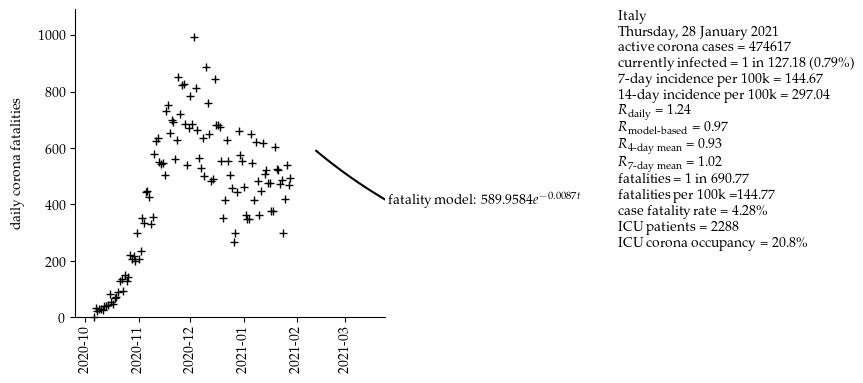 Italy
Thursday, 28 January 2021
active corona cases = 474617
currently infected = 1 in 127.18 (0.79%)
7-day incidence per 100k = 144.67
14-day incidence per 100k = 297.04
R_daily = 1.24
R_model-based = 0.97
R_4-day mean = 0.93
R_7-day mean = 1.02
fatalities = 1 in 690.77
fatalities per 100k =144.77
case fatality rate = 4.28%
ICU patients = 2288
ICU corona occupancy = 20.8%
daily corona fatalities
1000
800
600
400
200
0
fatality model: 589.9584e^{-0.0087t}
2020-10
2020-11
2020-12
2021-01
2021-02
2021-03